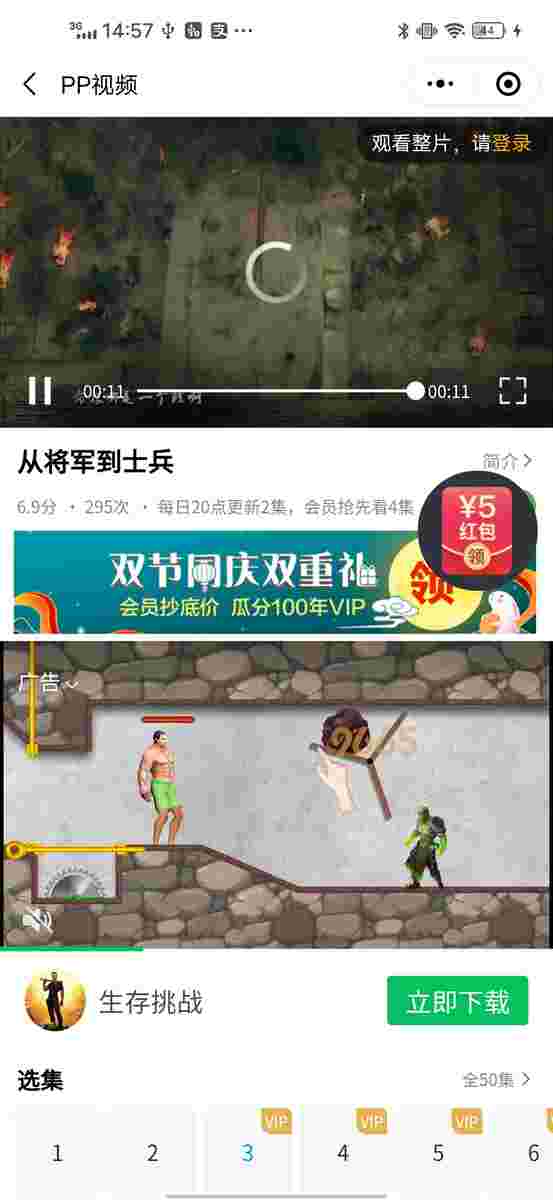 3G 14:57 支 ··· 44
PP视频
观看整片，请登录
00:11
00:11
从将军到士兵
简介
6.9分 · 295次 · 每日20点更新2集，会员抢先看4集
¥5
红包
领
双节同庆双重礼
会员抄底价 瓜分100年VIP
领
广告
生存挑战
立即下载
选集
全50集
VIP VIP VIP
1 2 3 4 5 6